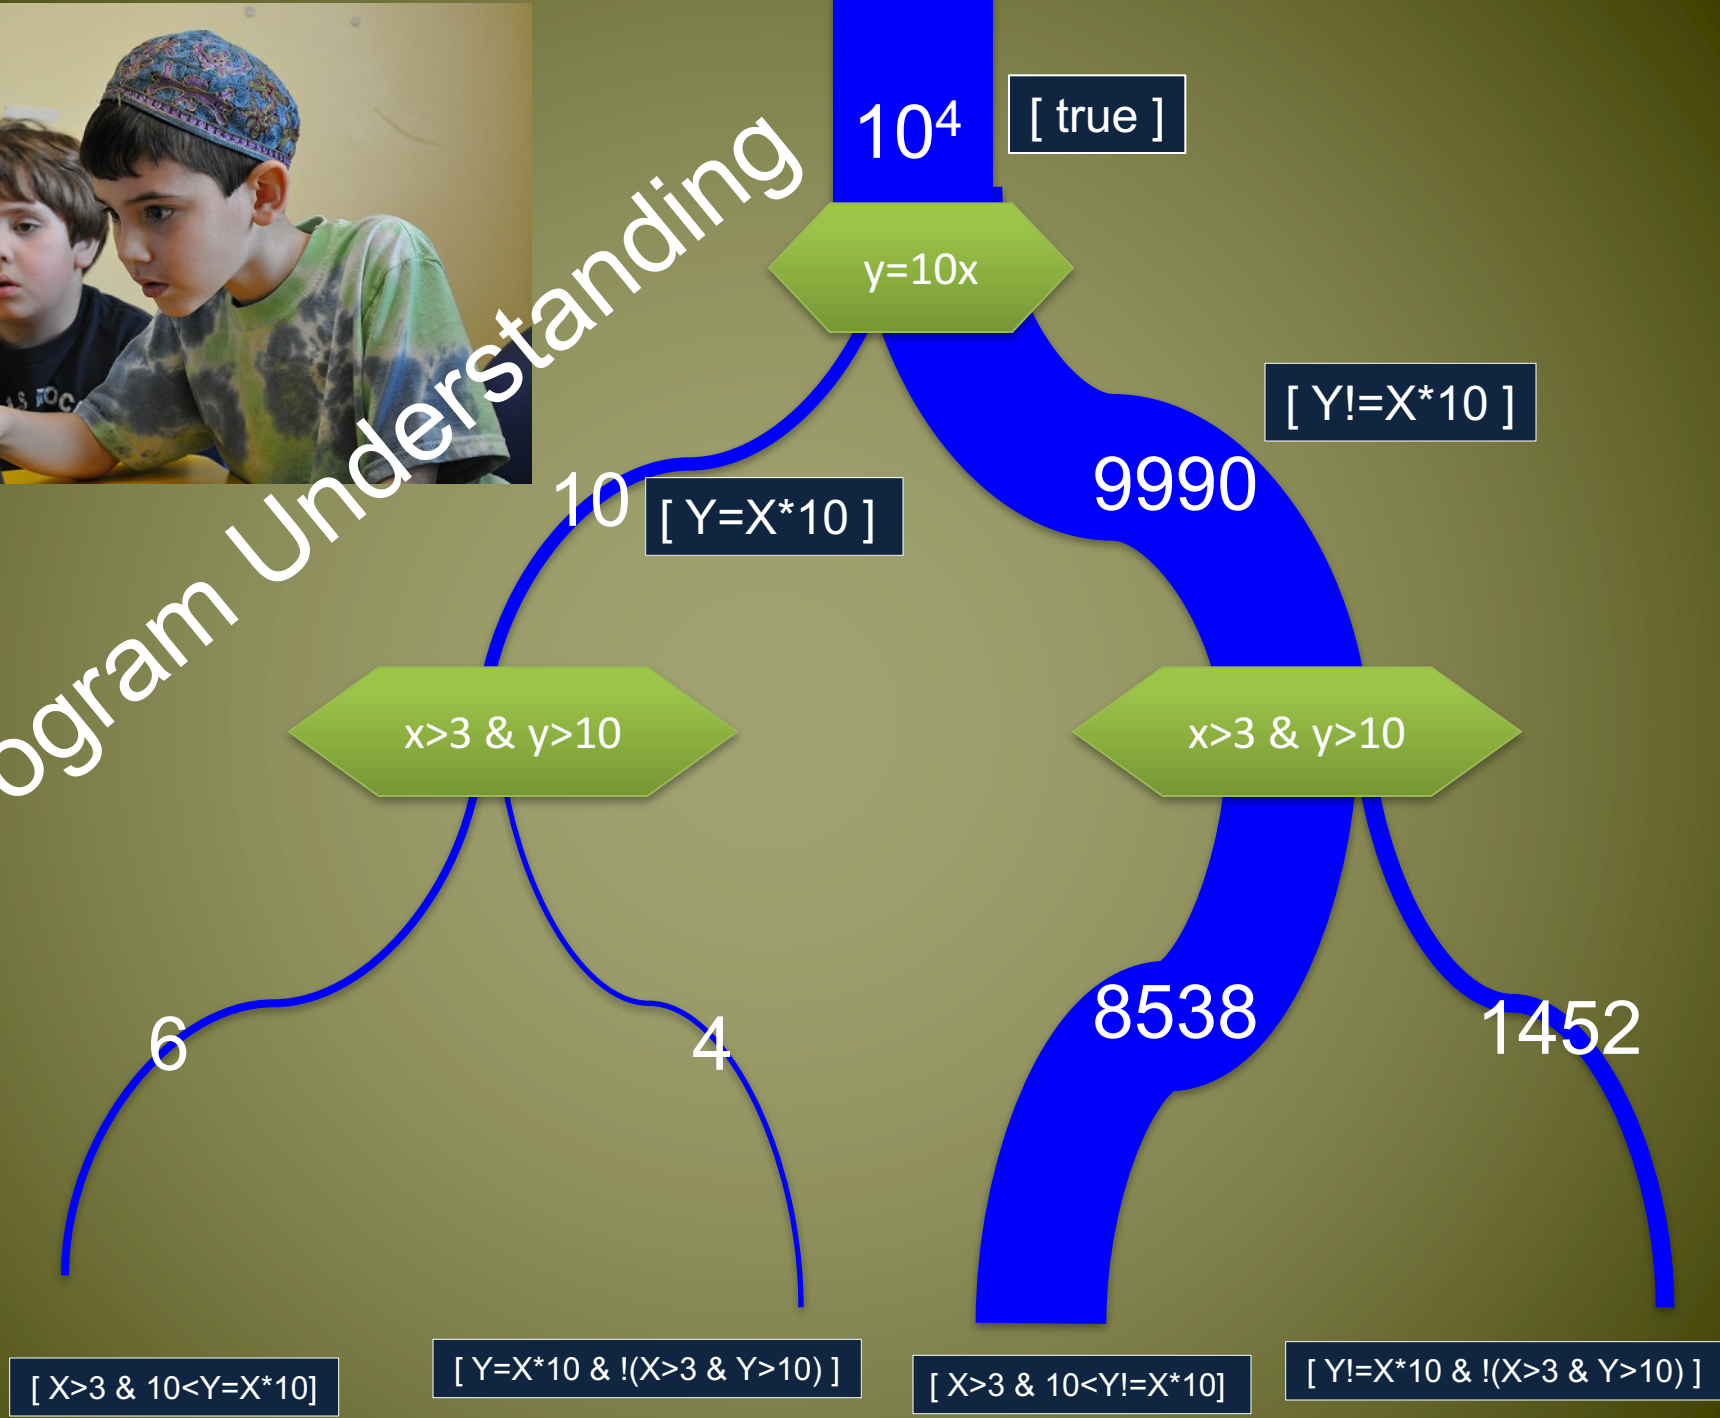 10⁴
[ true ]
y=10x
[ Y!=X*10 ]
9990
10
[ Y=X*10 ]
ogram Understanding
x>3 & y>10
x>3 & y>10
6
4
8538
1452
[ X>3 & 10<Y=X*10]
[ Y=X*10 & !(X>3 & Y>10) ]
[ X>3 & 10<Y!=X*10]
[ Y!=X*10 & !(X>3 & Y>10) ]